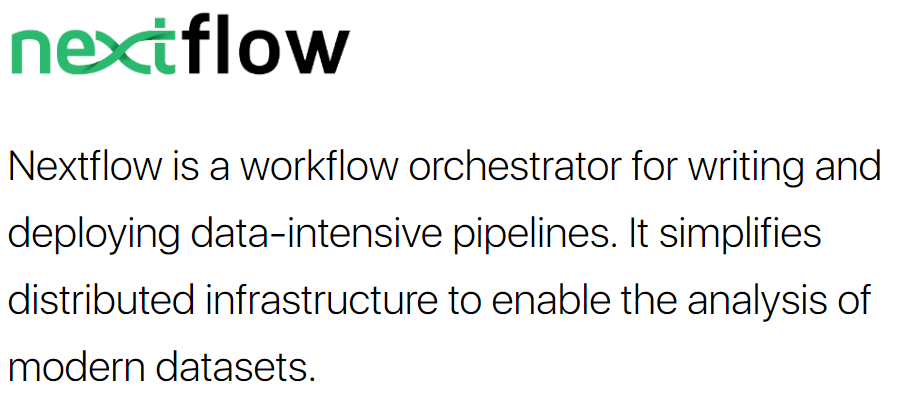 nextflow
Nextflow is a workflow orchestrator for writing and
deploying data-intensive pipelines. It simplifies
distributed infrastructure to enable the analysis of
modern datasets.